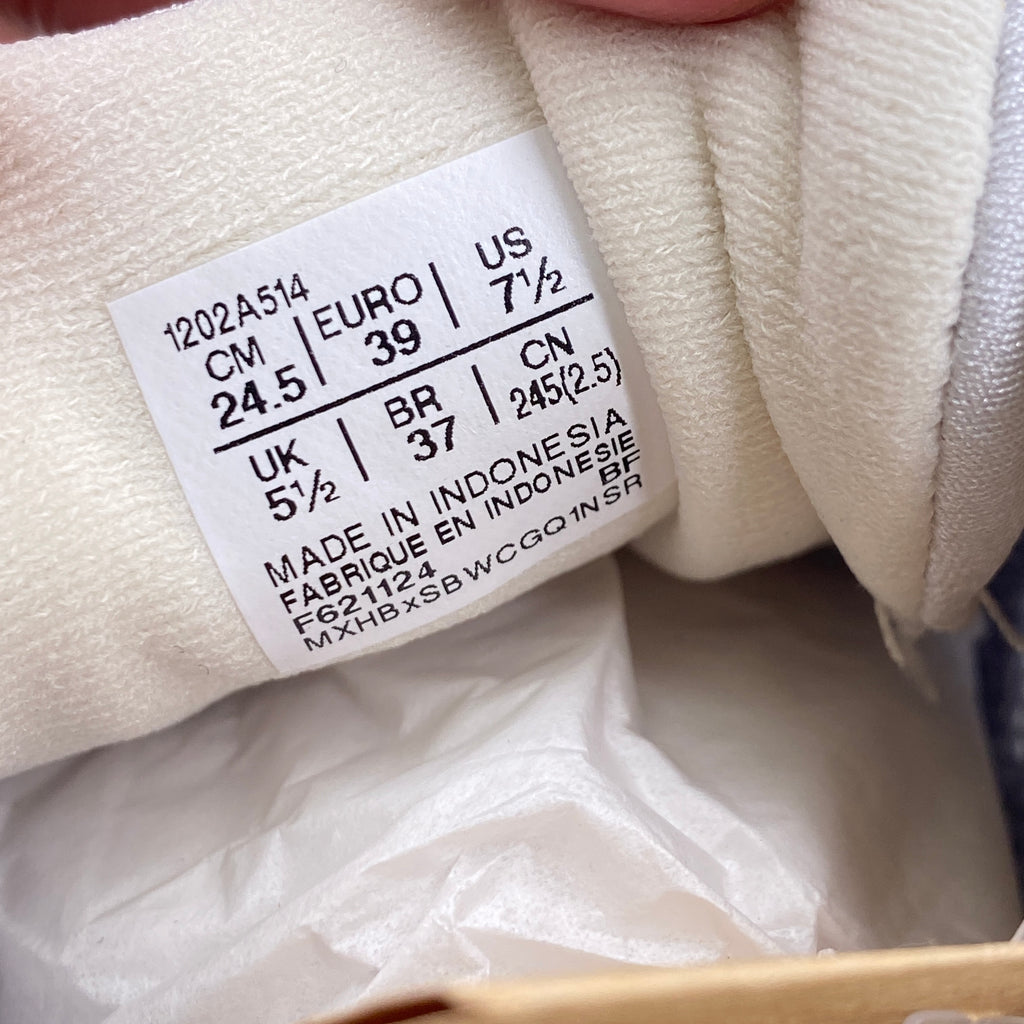 1202A514
CM | EURO | US
24.5 | 39 | 7½
UK | BR | CN
5½ | 37 | 245(2.5)
MADE IN INDONESIA
FABRIQUE EN INDONESIE
F621124 BF
MXHBxSBWCGQ1NSR